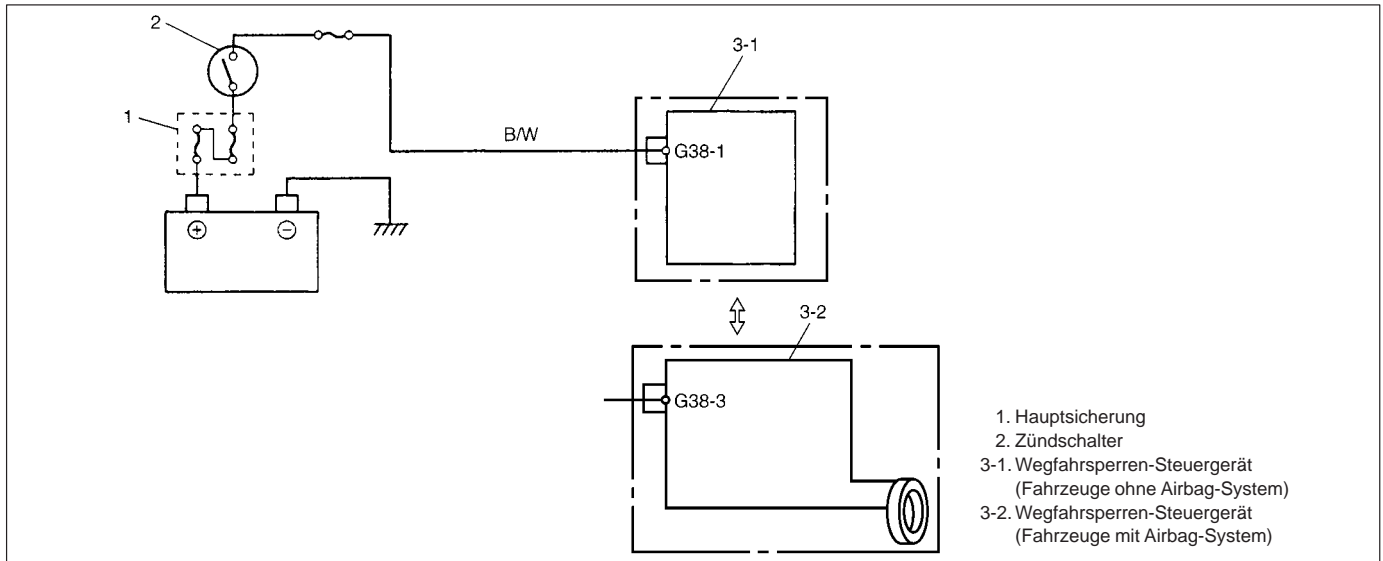 2
3-1
1
B/W
G38-1
+
−
3-2
G38-3
1. Hauptsicherung
2. Zündschalter
3-1. Wegfahrsperren-Steuergerät
(Fahrzeuge ohne Airbag-System)
3-2. Wegfahrsperren-Steuergerät
(Fahrzeuge mit Airbag-System)